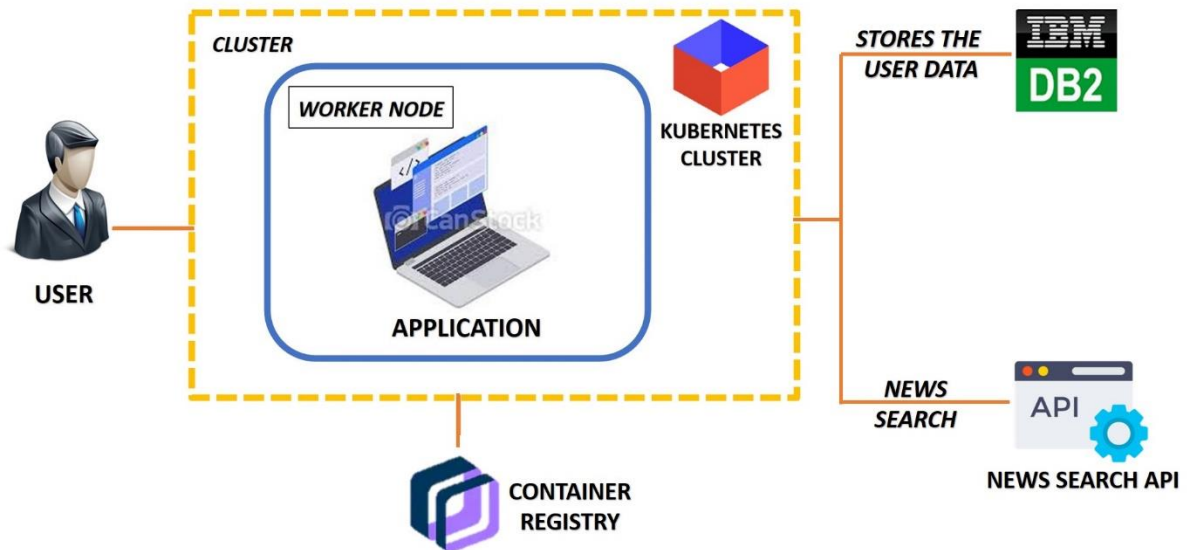 CLUSTER
WORKER NODE
</>
CanStock
APPLICATION
KUBERNETES
CLUSTER
USER
CONTAINER
REGISTRY
STORES THE
USER DATA
IBM
DB2
NEWS
SEARCH
API
NEWS SEARCH API